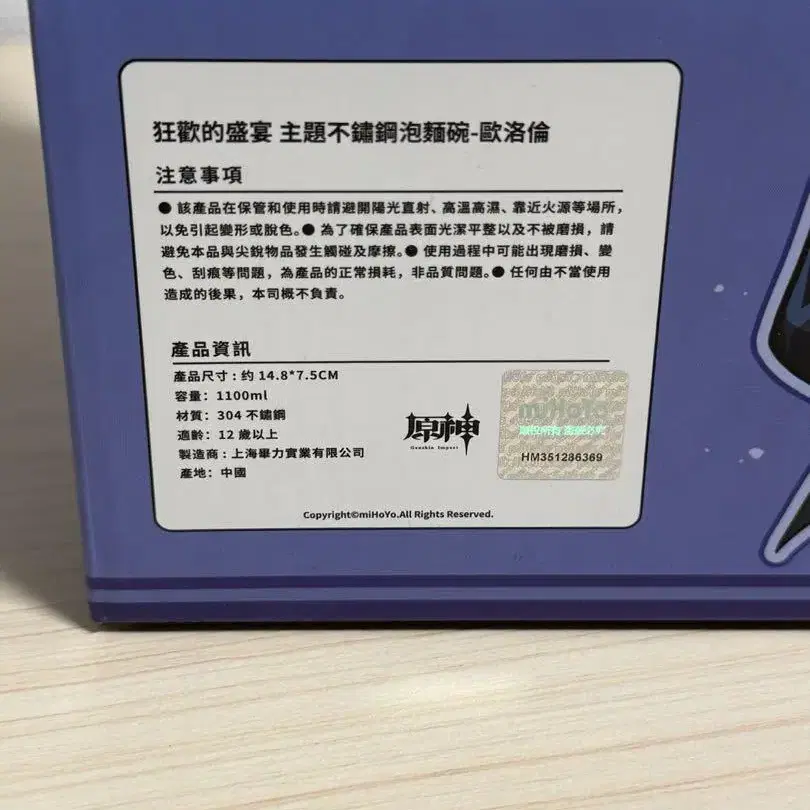 狂歡的盛宴 主題不鏽鋼泡麵碗-歐洛倫
注意事項
● 該產品在保管和使用時請避開陽光直射、高溫高濕、靠近火源等場所，
以免引起變形或脫色。● 為了確保產品表面光潔平整以及不被磨損，請
避免本品與尖銳物品發生觸碰及摩擦。● 使用過程中可能出現磨損、變
色、刮痕等問題，為產品的正常損耗，非品質問題。● 任何由不當使用
造成的後果，本司概不負責。
產品資訊
產品尺寸：约 14.8*7.5CM
容量：1100ml
材質：304 不鏽鋼
適齡：12 歲以上
製造商：上海畢力實業有限公司
產地：中國
原神
Genshin Impact
miHoYo
版权所有 盗版必究
HM351286369
Copyright©miHoYo.All Rights Reserved.